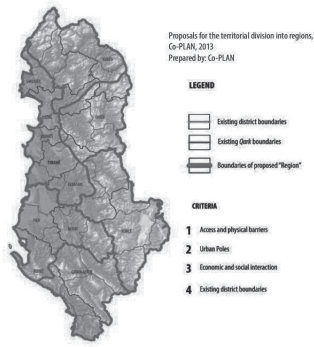 Proposals for the territorial division into regions,
Co-PLAN, 2013
Prepared by: Co-PLAN
LEGEND
Existing district boundaries
Existing Qark boundaries
Boundaries of proposed "Region"
CRITERIA
1 Access and physical barriers
2 Urban Poles
3 Economic and social interaction
4 Existing district boundaries